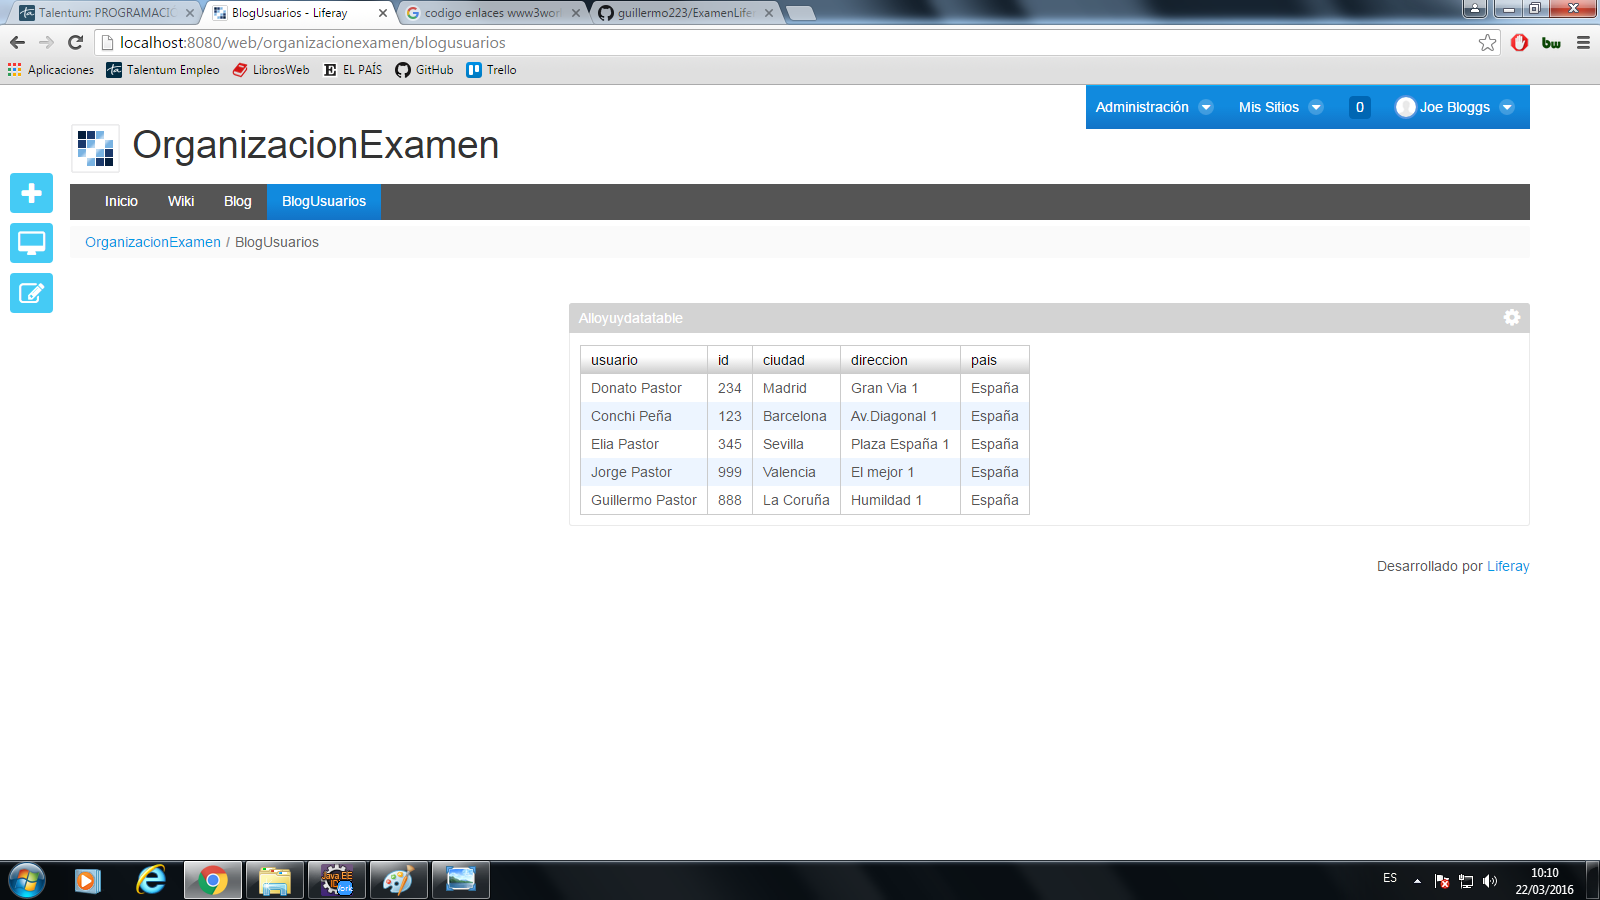 Talentum: PROGRAMACIÓ
BlogUsuarios - Liferay
codigo enlaces www3wor
guillermo223/ExamenLife
localhost:8080/web/organizacionexamen/blogusuarios
Aplicaciones
Talentum Empleo
LibrosWeb
EL PAÍS
GitHub
Trello
Administración
Mis Sitios
0
Joe Bloggs
OrganizacionExamen
Inicio Wiki Blog BlogUsuarios
OrganizacionExamen / BlogUsuarios
Alloyuydatatable
usuario id ciudad direccion pais
Donato Pastor 234 Madrid Gran Via 1 España
Conchi Peña 123 Barcelona Av.Diagonal 1 España
Elia Pastor 345 Sevilla Plaza España 1 España
Jorge Pastor 999 Valencia El mejor 1 España
Guillermo Pastor 888 La Coruña Humildad 1 España
Desarrollado por Liferay
ES
10:10
22/03/2016